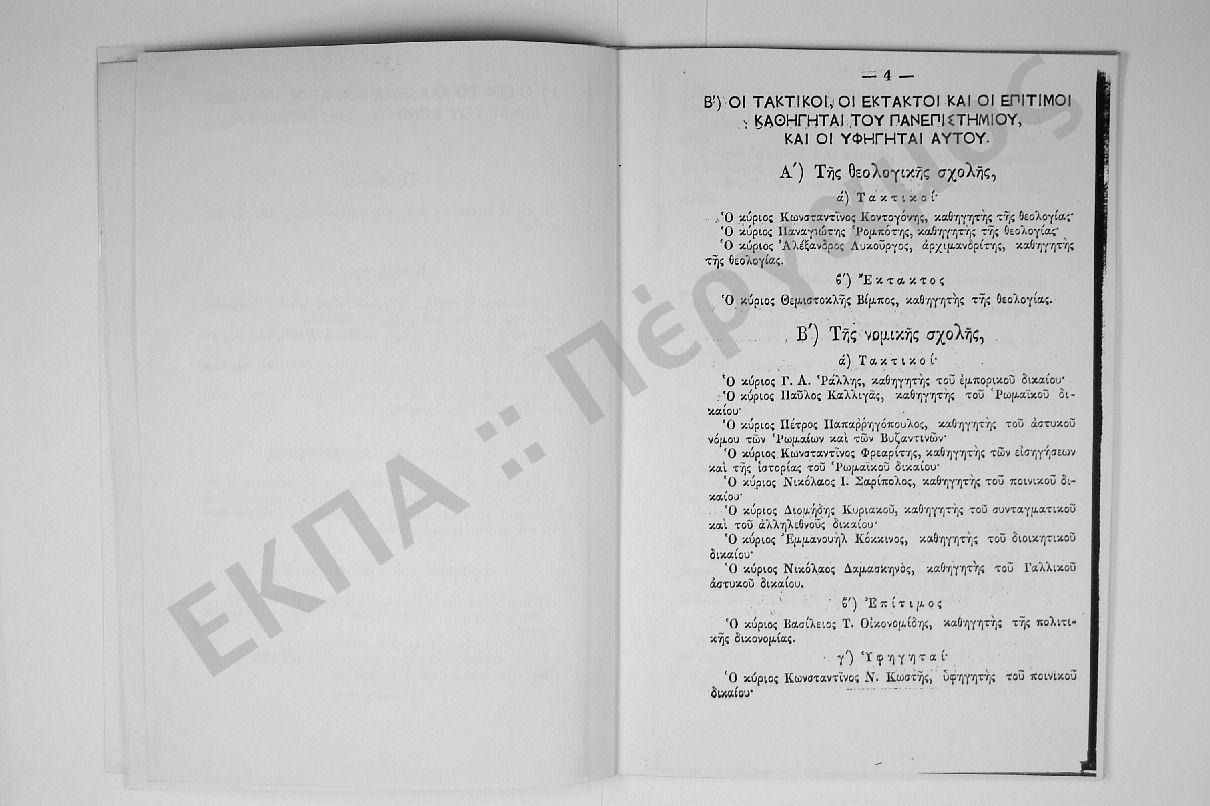 — 4 —
Β′) ΟΙ ΤΑΚΤΙΚΟΙ, ΟΙ ΕΚΤΑΚΤΟΙ ΚΑΙ ΟΙ ΕΠΙΤΙΜΟΙ
ΚΑΘΗΓΗΤΑΙ ΤΟΥ ΠΑΝΕΠΙΣΤΗΜΙΟΥ,
ΚΑΙ ΟΙ ΥΦΗΓΗΤΑΙ ΑΥΤΟΥ.
Α′) Τῆς θεολογικῆς σχολῆς,
ά) Τακτικοί·
Ὁ κύριος Κωνσταντῖνος Κοντογόνης, καθηγητὴς τῆς θεολογίας·
Ὁ κύριος Παναγιώτης Ῥομπότης, καθηγητὴς τῆς θεολογίας·
Ὁ κύριος Ἀλέξανδρος Λυκοῦργος, ἀρχιμανδρίτης, καθηγητὴς
τῆς θεολογίας.
ϐ′) Ἔκτακτος
Ὁ κύριος Θεμιστοκλῆς Βίμπος, καθηγητὴς τῆς θεολογίας.
Β′) Τῆς νομικῆς σχολῆς,
ά) Τακτικοί·
Ὁ κύριος Γ. Α. Ῥάλλης, καθηγητὴς τοῦ ἐμπορικοῦ δικαίου·
Ὁ κύριος Παῦλος Καλλιγᾶς, καθηγητὴς τοῦ Ῥωμαϊκοῦ δι-
καίου·
Ὁ κύριος Πέτρος Παπαῤῥηγόπουλος, καθηγητὴς τοῦ ἀστυκοῦ
νόμου τῶν Ῥωμαίων καὶ τῶν Βυζαντινῶν·
Ὁ κύριος Κωνσταντῖνος Φρεαρίτης, καθηγητὴς τῶν εἰσηγήσεων
καὶ τῆς ἱστορίας τοῦ Ῥωμαϊκοῦ δικαίου·
Ὁ κύριος Νικόλαος Ι. Σαρίπολος, καθηγητὴς τοῦ ποινικοῦ δι-
καίου·
Ὁ κύριος Διομήδης Κυριακοῦ, καθηγητὴς τοῦ συνταγματικοῦ
καὶ τοῦ ἀλληλεθνοῦς δικαίου·
Ὁ κύριος Ἐμμανουὴλ Κόκκινος, καθηγητὴς τοῦ διοικητικοῦ
δικαίου·
Ὁ κύριος Νικόλαος Δαμασκηνὸς, καθηγητὴς τοῦ Γαλλικοῦ
ἀστυκοῦ δικαίου.
ϐ′) Ἐπίτιμος
Ὁ κύριος Βασίλειος Τ. Οἰκονομίδης, καθηγητὴς τῆς πολιτι-
κῆς οἰκονομίας.
γ′) Ὑφηγηταί·
Ὁ κύριος Κωνσταντῖνος Ν. Κωστῆς, ὑφηγητὴς τοῦ ποινικοῦ
δικαίου·
ΕΚΠΑ :: Πέργαμος